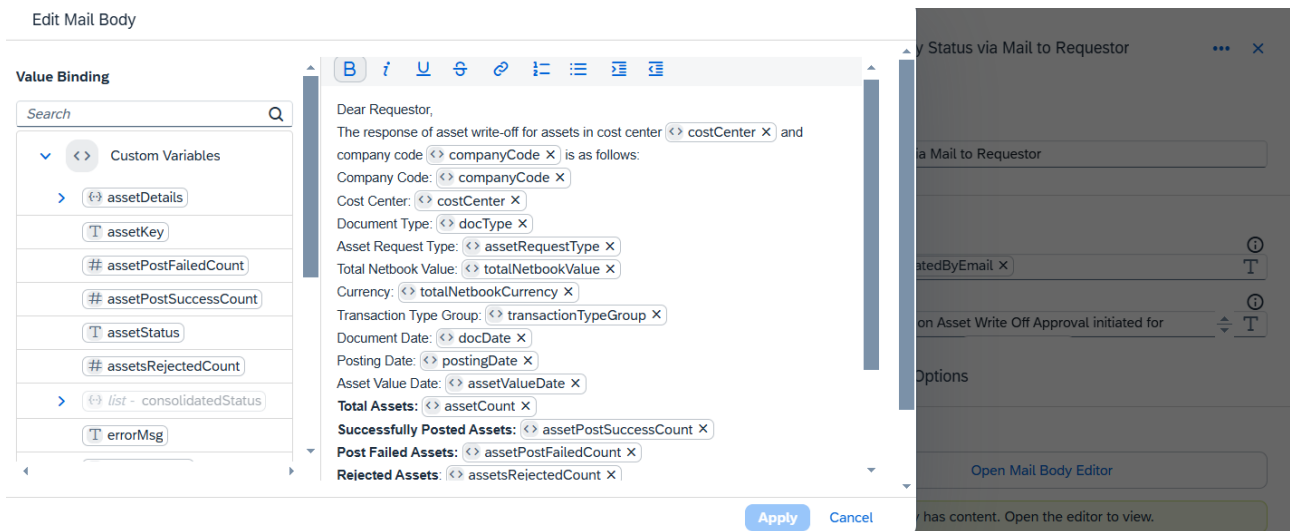 Edit Mail Body
Value Binding
Search
Custom Variables
assetDetails
assetKey
assetPostFailedCount
assetPostSuccessCount
assetStatus
assetsRejectedCount
list - consolidatedStatus
errorMsg
Dear Requestor,
The response of asset write-off for assets in cost center costCenter and
company code companyCode is as follows:
Company Code: companyCode
Cost Center: costCenter
Document Type: docType
Asset Request Type: assetRequestType
Total Netbook Value: totalNetbookValue
Currency: totalNetbookCurrency
Transaction Type Group: transactionTypeGroup
Document Date: docDate
Posting Date: postingDate
Asset Value Date: assetValueDate
Total Assets: assetCount
Successfully Posted Assets: assetPostSuccessCount
Post Failed Assets: assetPostFailedCount
Rejected Assets: assetsRejectedCount
Apply
Cancel
y Status via Mail to Requestor
ia Mail to Requestor
atedByEmail
on Asset Write Off Approval initiated for
Options
Open Mail Body Editor
y has content. Open the editor to view.